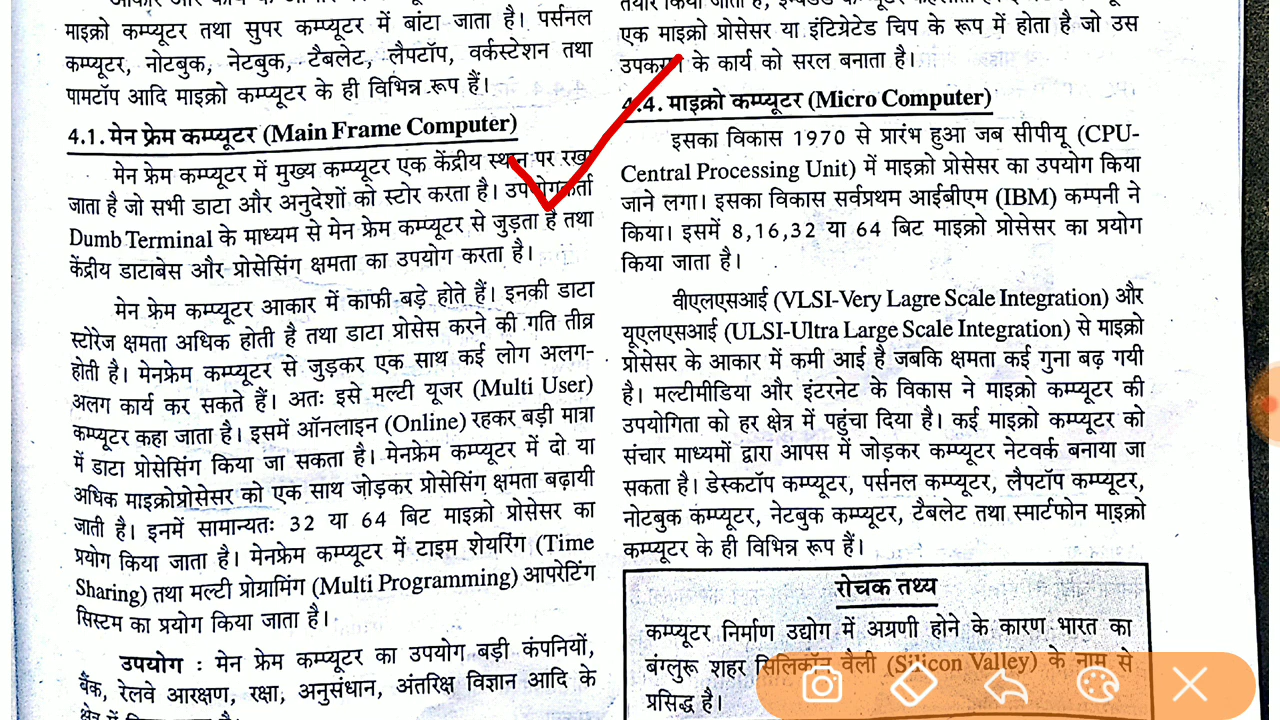 माइक्रो कम्प्यूटर तथा सुपर कम्प्यूटर में बांटा जाता है। पर्सनल
कम्प्यूटर, नोटबुक, नेटबुक, टैबलेट, लैपटॉप, वर्कस्टेशन तथा
पामटॉप आदि माइक्रो कम्प्यूटर के ही विभिन्न रूप हैं।
4.1. मेन फ्रेम कम्प्यूटर (Main Frame Computer)
मेन फ्रेम कम्प्यूटर में मुख्य कम्प्यूटर एक केंद्रीय स्थान पर रखा
जाता है जो सभी डाटा और अनुदेशों को स्टोर करता है। उपयोगकर्ता
Dumb Terminal के माध्यम से मेन फ्रेम कम्प्यूटर से जुड़ता है तथा
केंद्रीय डाटाबेस और प्रोसेसिंग क्षमता का उपयोग करता है।
मेन फ्रेम कम्प्यूटर आकार में काफी बड़े होते हैं। इनकी डाटा
स्टोरेज क्षमता अधिक होती है तथा डाटा प्रोसेस करने की गति तीव्र
होती है। मेनफ्रेम कम्प्यूटर से जुड़कर एक साथ कई लोग अलग-
अलग कार्य कर सकते हैं। अतः इसे मल्टी यूजर (Multi User)
कम्प्यूटर कहा जाता है। इसमें ऑनलाइन (Online) रहकर बड़ी मात्रा
में डाटा प्रोसेसिंग किया जा सकता है। मेनफ्रेम कम्प्यूटर में दो या
अधिक माइक्रोप्रोसेसर को एक साथ जोड़कर प्रोसेसिंग क्षमता बढ़ायी
जाती है। इनमें सामान्यतः 32 या 64 बिट माइक्रो प्रोसेसर का
प्रयोग किया जाता है। मेनफ्रेम कम्प्यूटर में टाइम शेयरिंग (Time
Sharing) तथा मल्टी प्रोग्रामिंग (Multi Programming) आपरेटिंग
सिस्टम का प्रयोग किया जाता है।
उपयोग : मेन फ्रेम कम्प्यूटर का उपयोग बड़ी कंपनियों,
बैंक, रेलवे आरक्षण, रक्षा, अनुसंधान, अंतरिक्ष विज्ञान आदि के
एक माइक्रो प्रोसेसर या इंटिग्रेटेड चिप के रूप में होता है जो उस
उपकरण के कार्य को सरल बनाता है।
4.4. माइक्रो कम्प्यूटर (Micro Computer)
इसका विकास 1970 से प्रारंभ हुआ जब सीपीयू (CPU-
Central Processing Unit) में माइक्रो प्रोसेसर का उपयोग किया
जाने लगा। इसका विकास सर्वप्रथम आईबीएम (IBM) कम्पनी ने
किया। इसमें 8,16,32 या 64 बिट माइक्रो प्रोसेसर का प्रयोग
किया जाता है।
वीएलएसआई (VLSI-Very Lagre Scale Integration) और
यूएलएसआई (ULSI-Ultra Large Scale Integration) से माइक्रो
प्रोसेसर के आकार में कमी आई है जबकि क्षमता कई गुना बढ़ गयी
है। मल्टीमीडिया और इंटरनेट के विकास ने माइक्रो कम्प्यूटर की
उपयोगिता को हर क्षेत्र में पहुंचा दिया है। कई माइक्रो कम्प्यूटर को
संचार माध्यमों द्वारा आपस में जोड़कर कम्प्यूटर नेटवर्क बनाया जा
सकता है। डेस्कटॉप कम्प्यूटर, पर्सनल कम्प्यूटर, लैपटॉप कम्प्यूटर,
नोटबुक कम्प्यूटर, नेटबुक कम्प्यूटर, टैबलेट तथा स्मार्टफोन माइक्रो
कम्प्यूटर के ही विभिन्न रूप हैं।
रोचक तथ्य
कम्प्यूटर निर्माण उद्योग में अग्रणी होने के कारण भारत का
बंग्लुरू शहर सिलिकॉन वैली (Silicon Valley) के नाम से
प्रसिद्ध है।